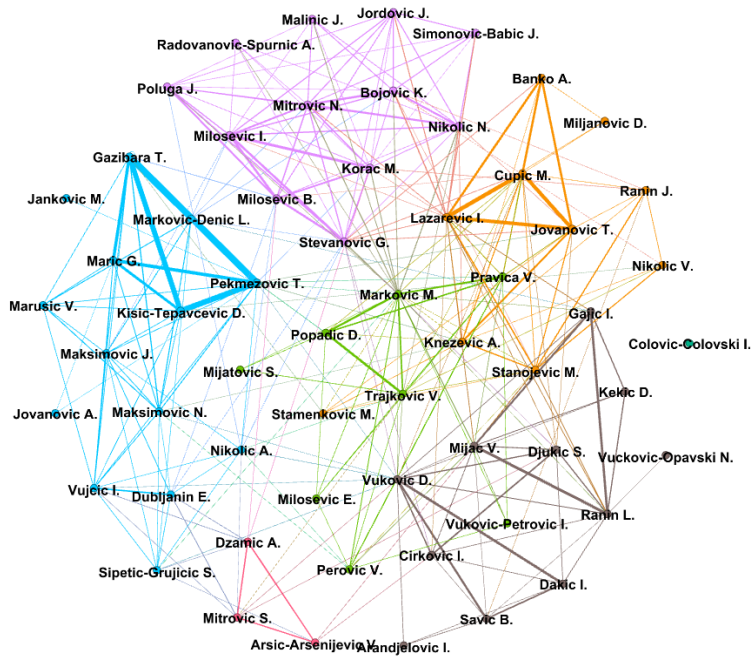 Malinic J.
Jordovic J.
Simonovic-Babic J.
Radovanovic-Spurnic A.
Poluga J.
Bojovic K.
Banko A.
Mitrovic N.
Miljanovic D.
Milosevic I.
Nikolic N.
Gazibara T.
Korac M.
Cupic M.
Jankovic M.
Milosevic B.
Ranin J.
Markovic-Denic L.
Lazarevic I.
Jovanovic T.
Stevanovic G.
Maric G.
Pekmezovic T.
Pravica V.
Nikolic V.
Markovic M.
Marusic V.
Kisic-Tepavcevic D.
Gajic I.
Popadic D.
Knezevic A.
Colovic-Colovski I.
Maksimovic J.
Mijatovic S.
Stanojevic M.
Trajkovic V.
Kekic D.
Jovanovic A.
Maksimovic N.
Stamenkovic M.
Nikolic A.
Mijac V.
Djukic S.
Vuckovic-Opavski N.
Vujcic I.
Dubljanin E.
Milosevic E.
Vukovic D.
Vukovic-Petrovic I.
Ranin L.
Dzamic A.
Cirkovic I.
Sipetic-Grujicic S.
Perovic V.
Dakic I.
Mitrovic S.
Savic B.
Arsic-Arsenijevic V.
Arandjelovic I.